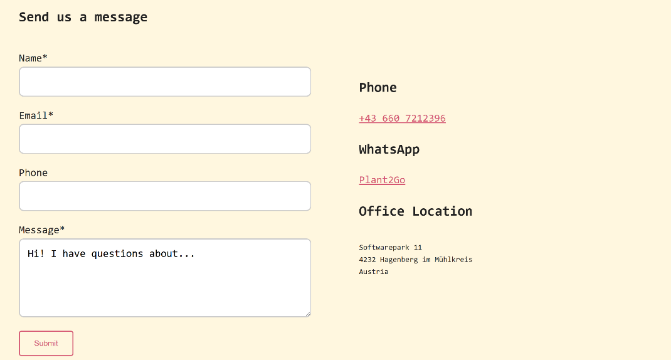 Send us a message
Name*
Email*
Phone
Message*
Hi! I have questions about...
Submit
Phone
+43 660 7212396
WhatsApp
Plant2Go
Office Location
Softwarepark 11
4232 Hagenberg im Mühlkreis
Austria